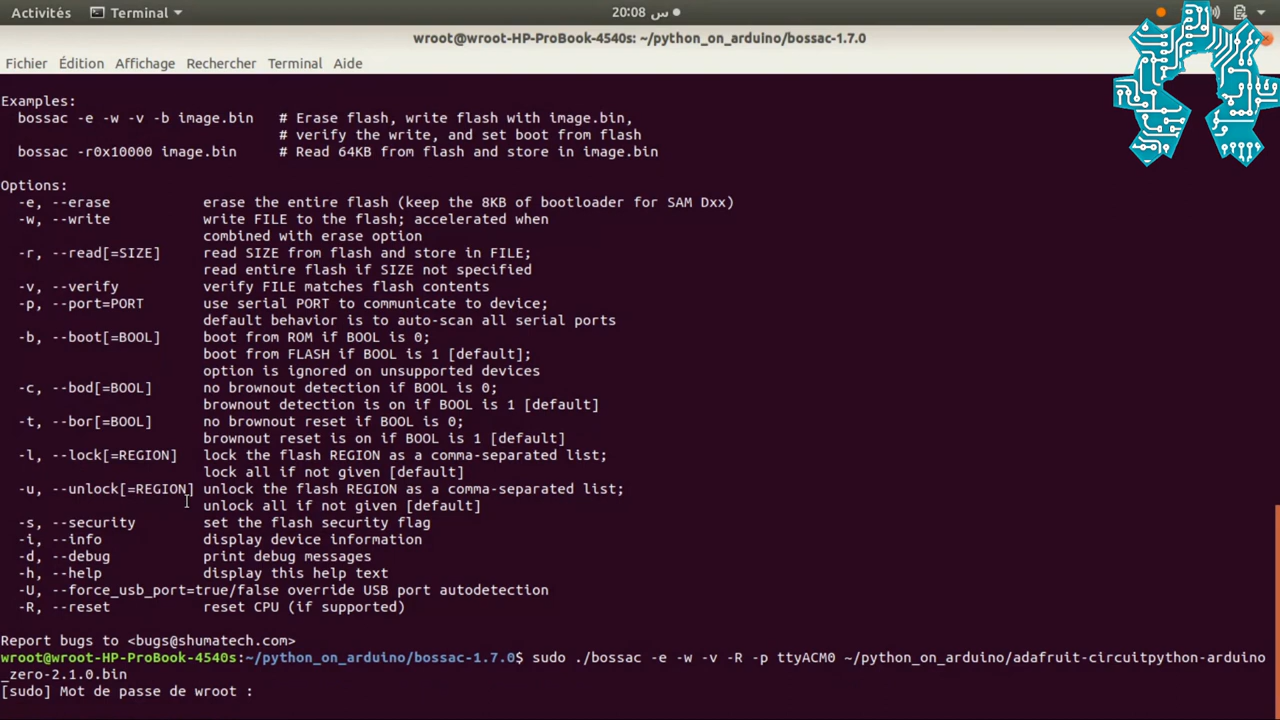 Activités Terminal 20:08 س
wroot@wroot-HP-ProBook-4540s: ~/python_on_arduino/bossac-1.7.0
Fichier Édition Affichage Rechercher Terminal Aide
Examples:
bossac -e -w -v -b image.bin # Erase flash, write flash with image.bin,
# verify the write, and set boot from flash
bossac -r0x10000 image.bin # Read 64KB from flash and store in image.bin
Options:
-e, --erase erase the entire flash (keep the 8KB of bootloader for SAM Dxx)
-w, --write write FILE to the flash; accelerated when
combined with erase option
-r, --read[=SIZE] read SIZE from flash and store in FILE;
read entire flash if SIZE not specified
-v, --verify verify FILE matches flash contents
-p, --port=PORT use serial PORT to communicate to device;
default behavior is to auto-scan all serial ports
-b, --boot[=BOOL] boot from ROM if BOOL is 0;
boot from FLASH if BOOL is 1 [default];
option is ignored on unsupported devices
-c, --bod[=BOOL] no brownout detection if BOOL is 0;
brownout detection is on if BOOL is 1 [default]
-t, --bor[=BOOL] no brownout reset if BOOL is 0;
brownout reset is on if BOOL is 1 [default]
-l, --lock[=REGION] lock the flash REGION as a comma-separated list;
lock all if not given [default]
-u, --unlock[=REGION] unlock the flash REGION as a comma-separated list;
unlock all if not given [default]
-s, --security set the flash security flag
-i, --info display device information
-d, --debug print debug messages
-h, --help display this help text
-U, --force_usb_port=true/false override USB port autodetection
-R, --reset reset CPU (if supported)
Report bugs to <bugs@shumatech.com>
wroot@wroot-HP-ProBook-4540s:~/python_on_arduino/bossac-1.7.0$ sudo ./bossac -e -w -v -R -p ttyACM0 ~/python_on_arduino/adafruit-circuitpython-arduino
_zero-2.1.0.bin
[sudo] Mot de passe de wroot :